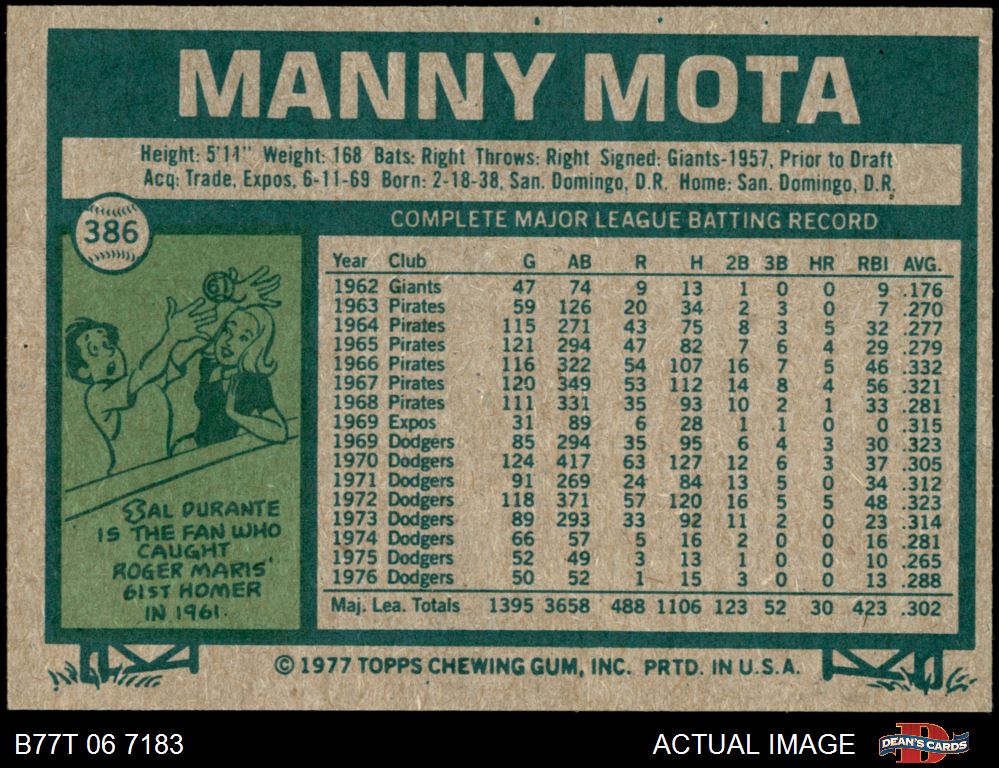 MANNY MOTA
Height: 5'11" Weight: 168 Bats: Right Throws: Right Signed: Giants-1957, Prior to Draft
Acq: Trade, Expos, 6-11-69 Born: 2-18-38, San. Domingo, D.R. Home: San. Domingo, D.R.
386
COMPLETE MAJOR LEAGUE BATTING RECORD
Year Club G AB R H 2B 3B HR RBI AVG.
1962 Giants 47 74 9 13 1 0 0 9 .176
1963 Pirates 59 126 20 34 2 3 0 7 .270
1964 Pirates 115 271 43 75 8 3 5 32 .277
1965 Pirates 121 294 47 82 7 6 4 29 .279
1966 Pirates 116 322 54 107 16 7 5 46 .332
1967 Pirates 120 349 53 112 14 8 4 56 .321
1968 Pirates 111 331 35 93 10 2 1 33 .281
1969 Expos 31 89 6 28 1 1 0 0 .315
1969 Dodgers 85 294 35 95 6 4 3 30 .323
1970 Dodgers 124 417 63 127 12 6 3 37 .305
1971 Dodgers 91 269 24 84 13 5 0 34 .312
1972 Dodgers 118 371 57 120 16 5 5 48 .323
1973 Dodgers 89 293 33 92 11 2 0 23 .314
1974 Dodgers 66 57 5 16 2 0 0 16 .281
1975 Dodgers 52 49 3 13 1 0 0 10 .265
1976 Dodgers 50 52 1 15 3 0 0 13 .288
Maj. Lea. Totals 1395 3658 488 1106 123 52 30 423 .302
61
SAL DURANTE
IS THE FAN WHO
CAUGHT
ROGER MARIS'
61ST HOMER
IN 1961.
© 1977 TOPPS CHEWING GUM, INC. PRTD. IN U.S.A.
B77T 06 7183
ACTUAL IMAGE
D
DEAN'S CARDS